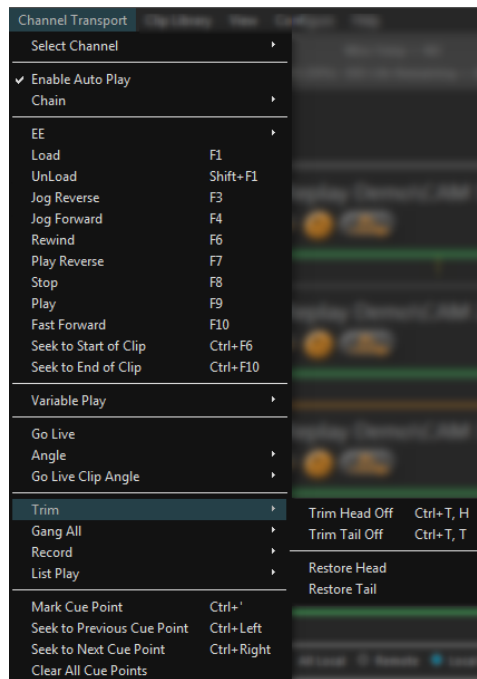 Channel Transport
Select Channel
Enable Auto Play
Chain
EE
Load F1
UnLoad Shift+F1
Jog Reverse F3
Jog Forward F4
Rewind F6
Play Reverse F7
Stop F8
Play F9
Fast Forward F10
Seek to Start of Clip Ctrl+F6
Seek to End of Clip Ctrl+F10
Variable Play
Go Live
Angle
Go Live Clip Angle
Trim
Trim Head Off Ctrl+T, H
Gang All
Trim Tail Off Ctrl+T, T
Record
List Play
Restore Head
Restore Tail
Mark Cue Point Ctrl+'
Seek to Previous Cue Point Ctrl+Left
Seek to Next Cue Point Ctrl+Right
Clear All Cue Points